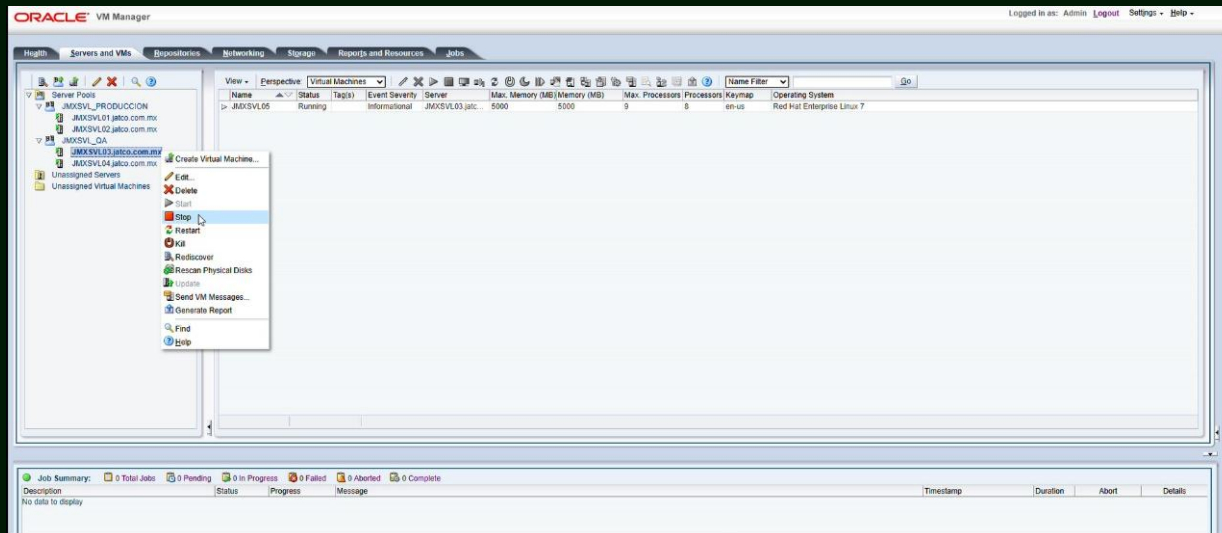 ORACLE VM Manager
Logged in as: Admin Logout Settings Help
Health Servers and VMs Repositories Networking Storage Reports and Resources Jobs
View Perspective: Virtual Machines Name Filter Go
Server Pools
JMXSVL_PRODUCCION
JMXSVL01.jatco.com.mx
JMXSVL02.jatco.com.mx
JMXSVL_QA
JMXSVL03.jatco.com.mx
JMXSVL04.jatco.com.mx
Unassigned Servers
Unassigned Virtual Machines
Name Status Tag(s) Event Severity Server Max. Memory (MB) Memory (MB) Max. Processors Processors Keymap Operating System
JMXSVL05 Running Informational JMXSVL03.jatc... 5000 5000 9 8 en-us Red Hat Enterprise Linux 7
Create Virtual Machine...
Edit...
Delete
Start
Stop
Restart
Kill
Rediscover
Rescan Physical Disks
Update
Send VM Messages...
Generate Report
Find
Help
Job Summary: 0 Total Jobs 0 Pending 0 In Progress 0 Failed 0 Aborted 0 Complete
Description Status Progress Message Timestamp Duration Abort Details
No data to display